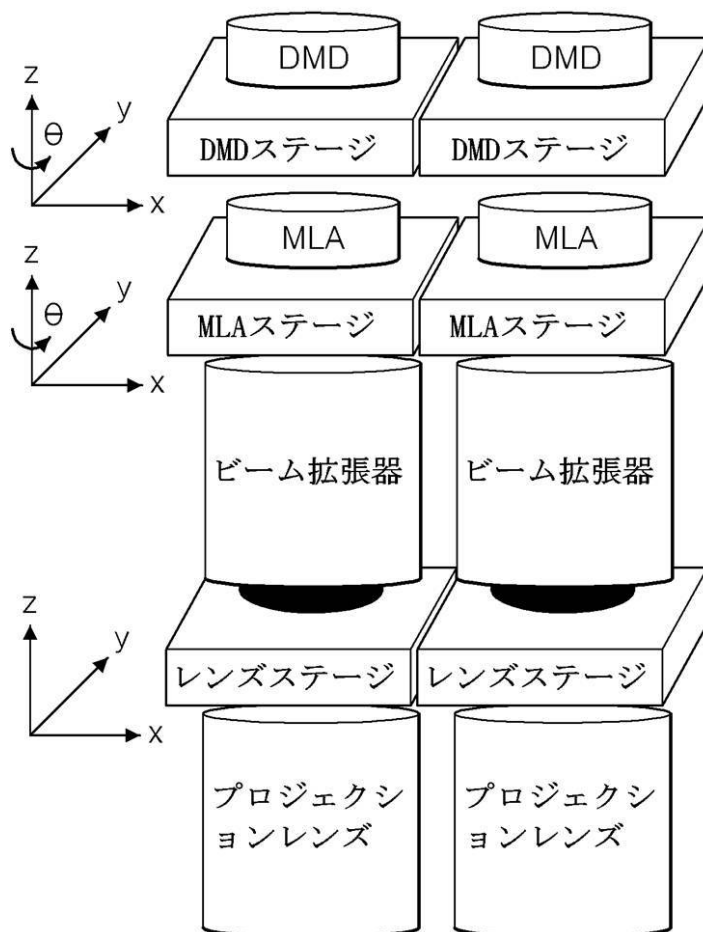 DMD DMD
z
θ y
DMDステージ DMDステージ
x
MLA MLA
z
θ y
MLAステージ MLAステージ
x
ビーム拡張器 ビーム拡張器
z
y
レンズステージ レンズステージ
x
プロジェクシ プロジェクシ
ョンレンズ ョンレンズ